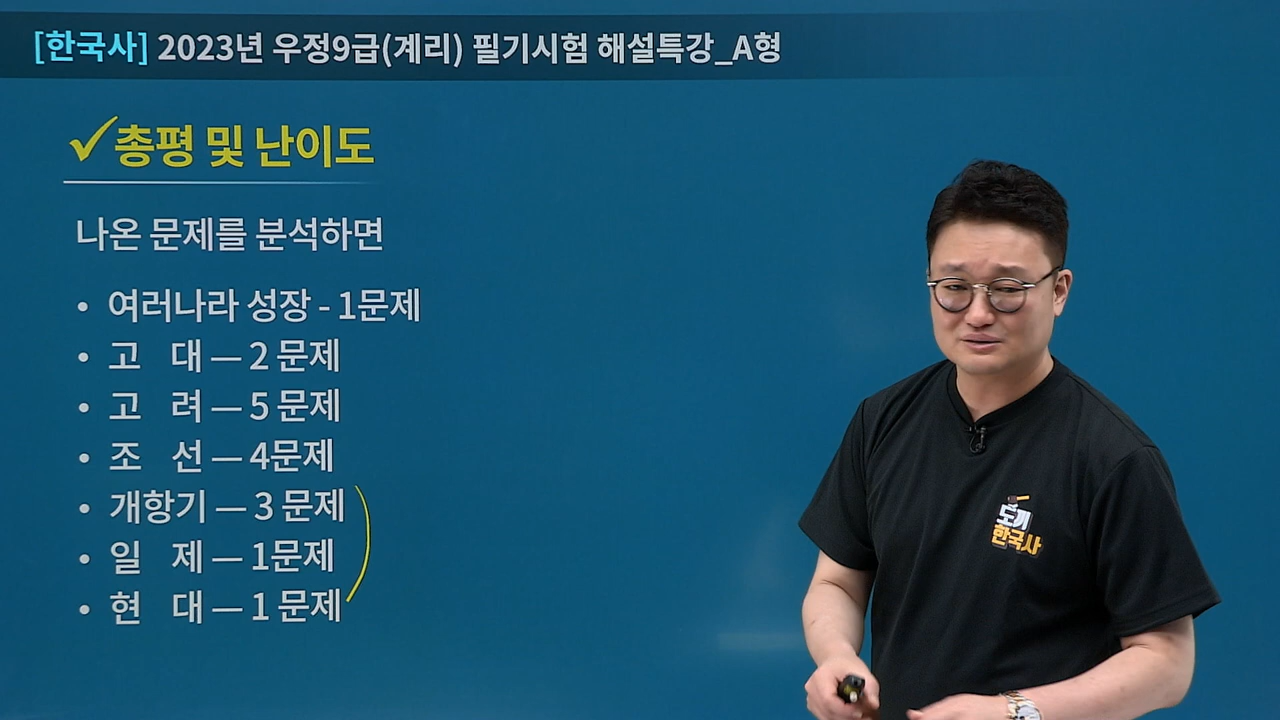 [한국사] 2023년 우정9급(계리) 필기시험 해설특강_A형
✓총평 및 난이도
나온 문제를 분석하면
• 여러나라 성장 - 1문제
• 고 대 — 2 문제
• 고 려 — 5 문제
• 조 선 — 4문제
• 개항기 — 3 문제
• 일 제 — 1문제
• 현 대 — 1 문제
도끼
한국사